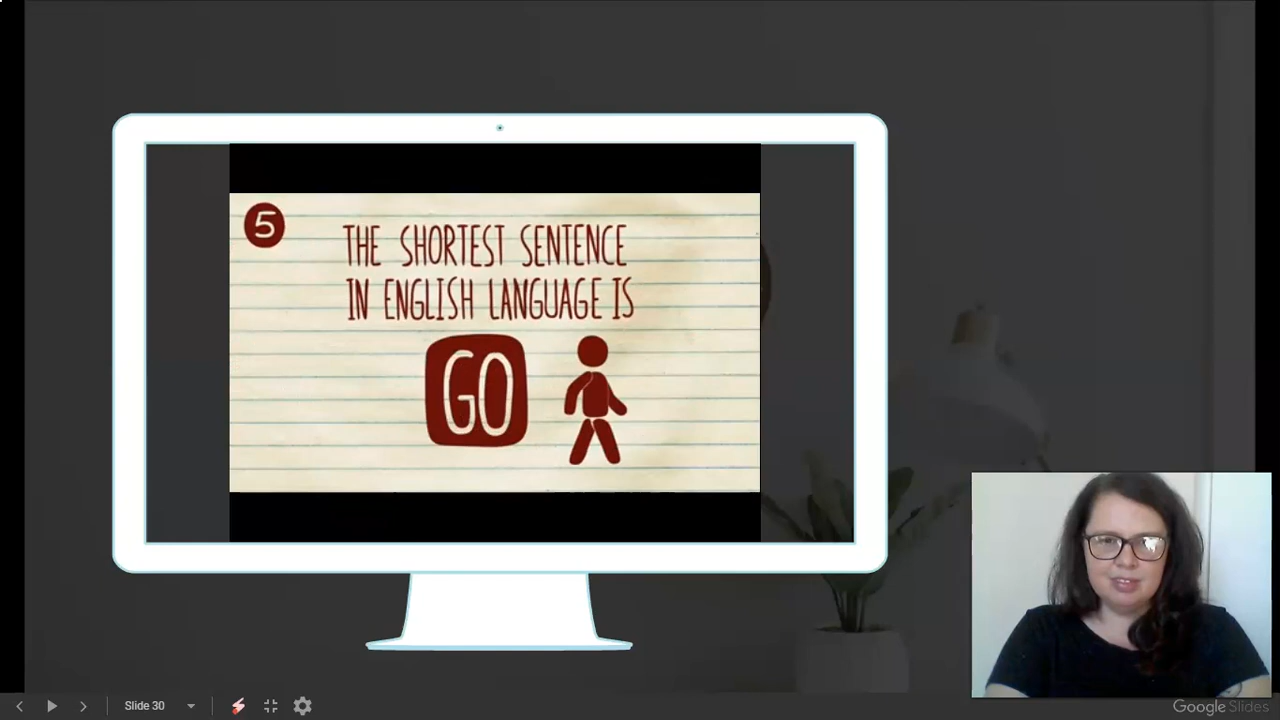 5
THE SHORTEST SENTENCE
IN ENGLISH LANGUAGE IS
GO
Slide 30
Google Slides